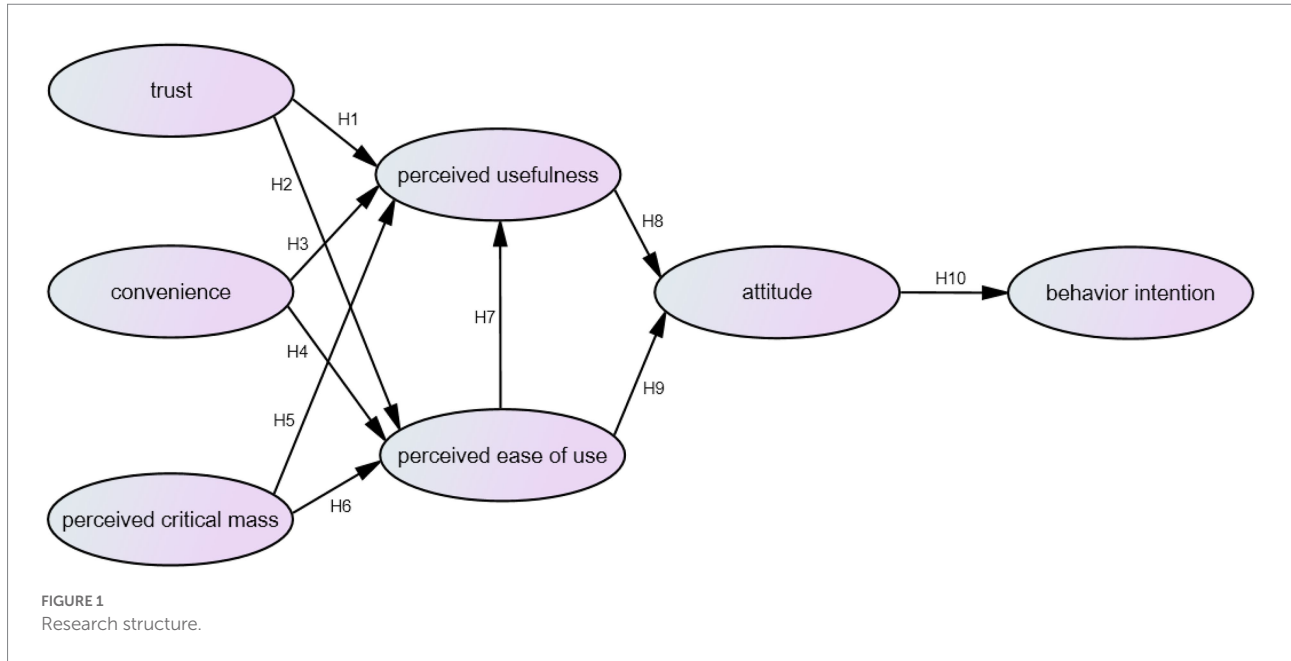 trust
H1
perceived usefulness
H2
H8
H3
convenience
attitude
H10
behavior intention
H7
H4
H9
H5
perceived ease of use
H6
perceived critical mass
FIGURE 1
Research structure.